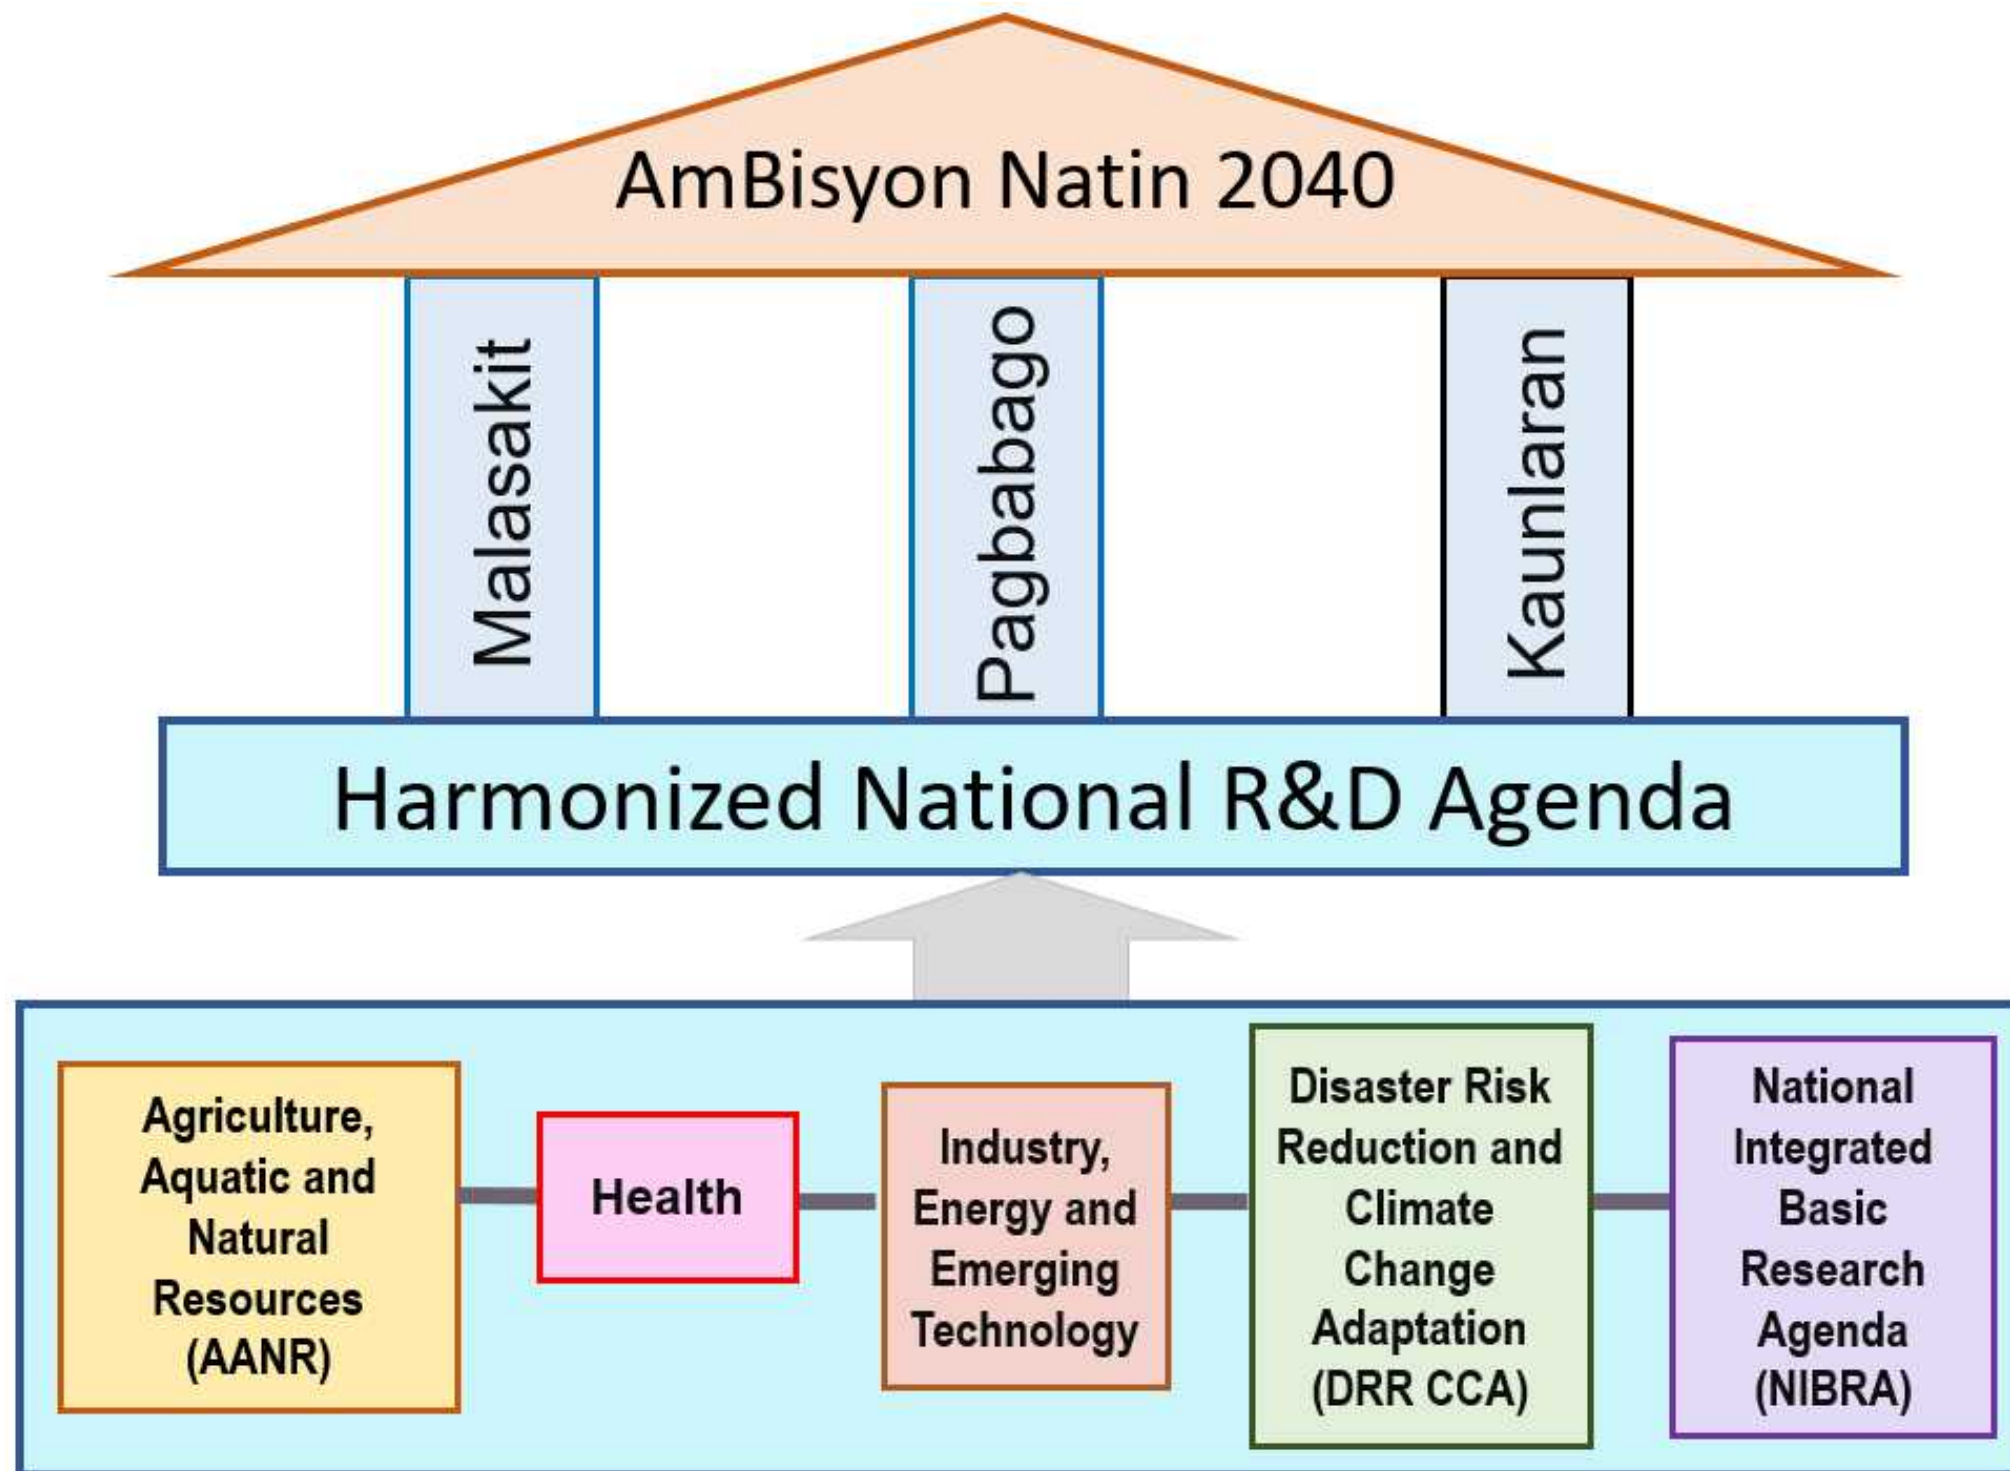 AmBisyon Natin 2040
Malasakit
Pagbabago
Kaunlaran
Harmonized National R&D Agenda
Agriculture,
Aquatic and
Natural
Resources
(AANR)
Health
Industry,
Energy and
Emerging
Technology
Disaster Risk
Reduction and
Climate
Change
Adaptation
(DRR CCA)
National
Integrated
Basic
Research
Agenda
(NIBRA)